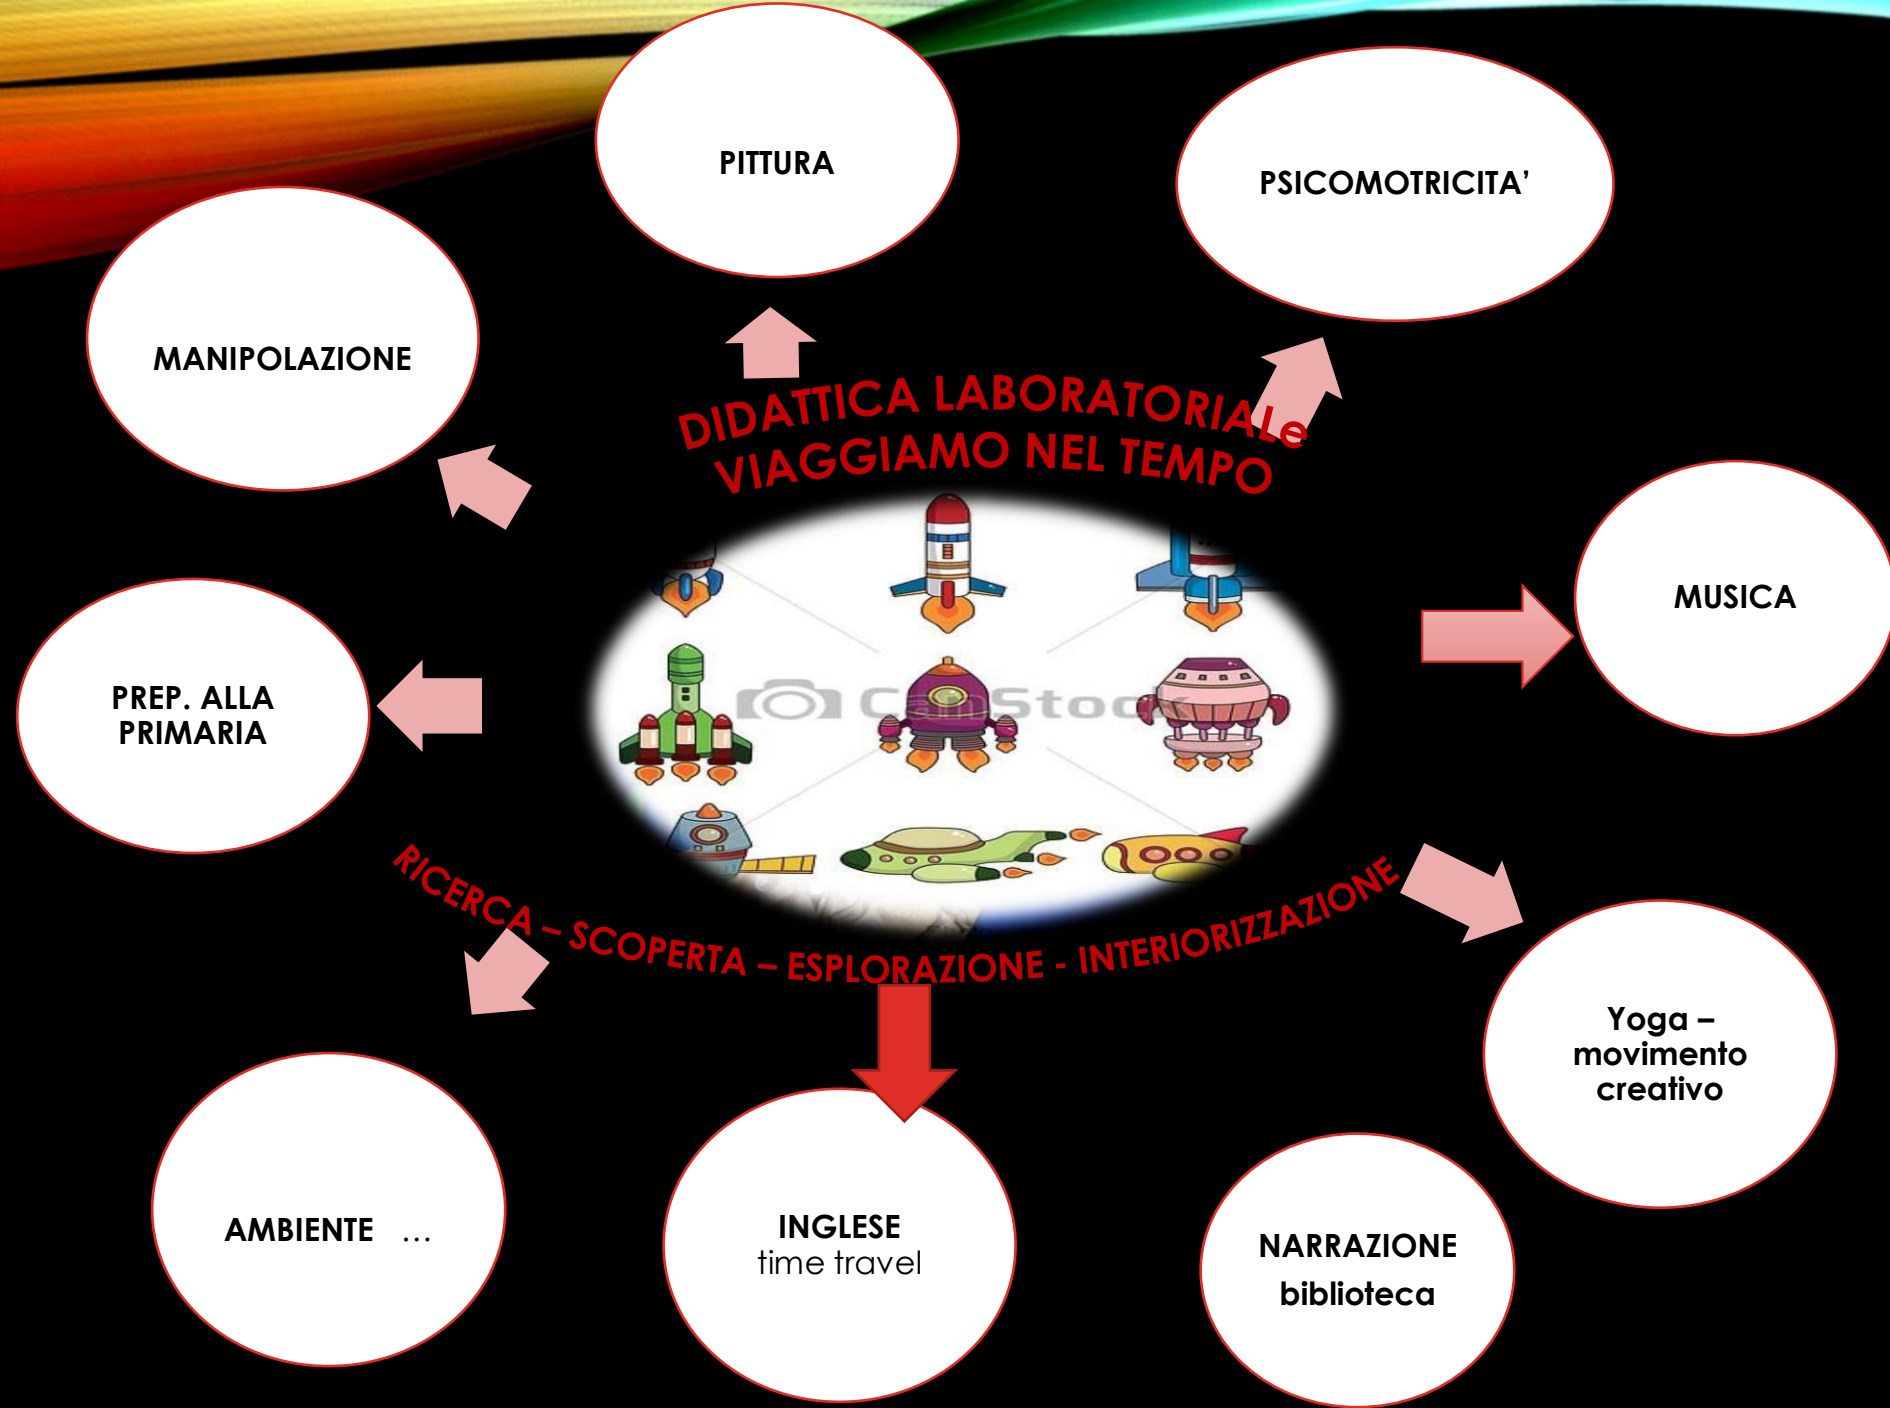 PITTURA
PSICOMOTRICITA’
MANIPOLAZIONE
DIDATTICA LABORATORIALe
VIAGGIAMO NEL TEMPO
MUSICA
PREP. ALLA
PRIMARIA
CanStock
RICERCA – SCOPERTA – ESPLORAZIONE - INTERIORIZZAZIONE
Yoga –
movimento
creativo
AMBIENTE …
INGLESE
time travel
NARRAZIONE
biblioteca